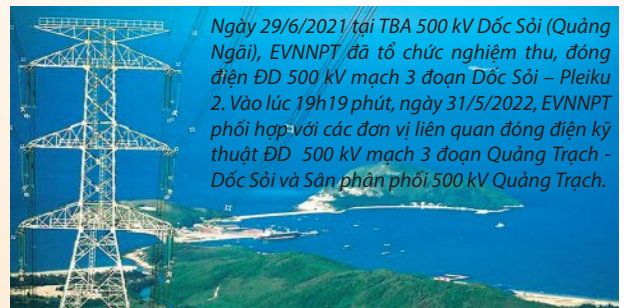 Ngày 29/6/2021 tại TBA 500 kV Dốc Sỏi (Quảng
Ngãi), EVNNPT đã tổ chức nghiệm thu, đóng
điện ĐD 500 kV mạch 3 đoạn Dốc Sỏi – Pleiku
2. Vào lúc 19h19 phút, ngày 31/5/2022, EVNNPT
phối hợp với các đơn vị liên quan đóng điện kỹ
thuật ĐD 500 kV mạch 3 đoạn Quảng Trạch -
Dốc Sỏi và Sân phân phối 500 kV Quảng Trạch.